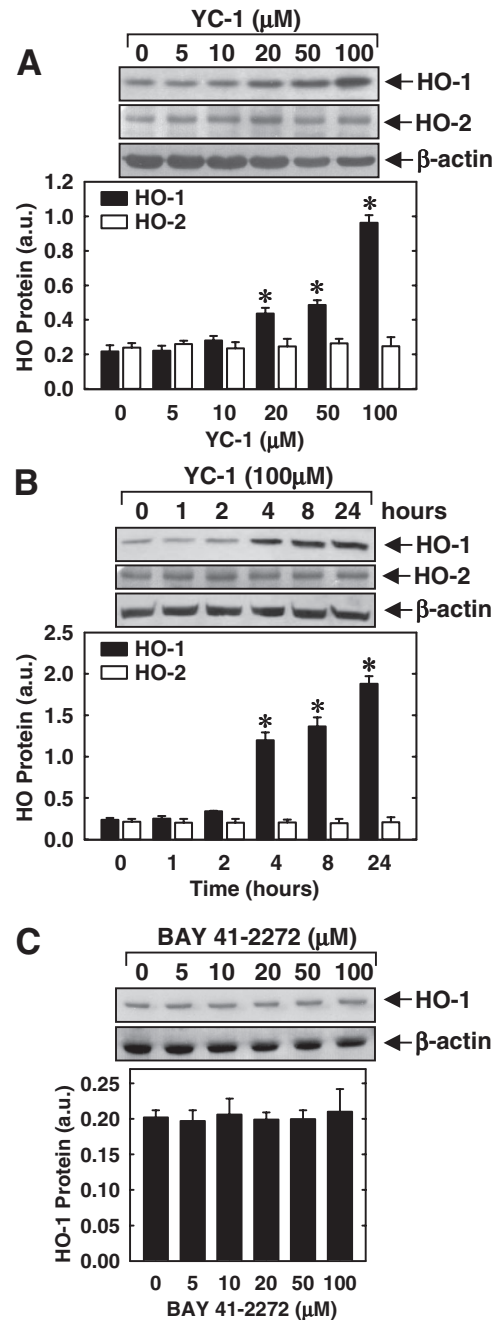 A
YC-1 (μM)
0 5 10 20 50 100
HO-1
HO-2
β-actin
HO Protein (a.u.)
1.2
1.0
0.8
0.6
0.4
0.2
0.0
HO-1
HO-2
* * *
0 5 10 20 50 100
YC-1 (μM)
B
YC-1 (100μM)
0 1 2 4 8 24 hours
HO-1
HO-2
β-actin
HO Protein (a.u.)
2.5
2.0
1.5
1.0
0.5
0.0
HO-1
HO-2
* * *
0 1 2 4 8 24
Time (hours)
C
BAY 41-2272 (μM)
0 5 10 20 50 100
HO-1
β-actin
HO-1 Protein (a.u.)
0.25
0.20
0.15
0.10
0.05
0.00
0 5 10 20 50 100
BAY 41-2272 (μM)